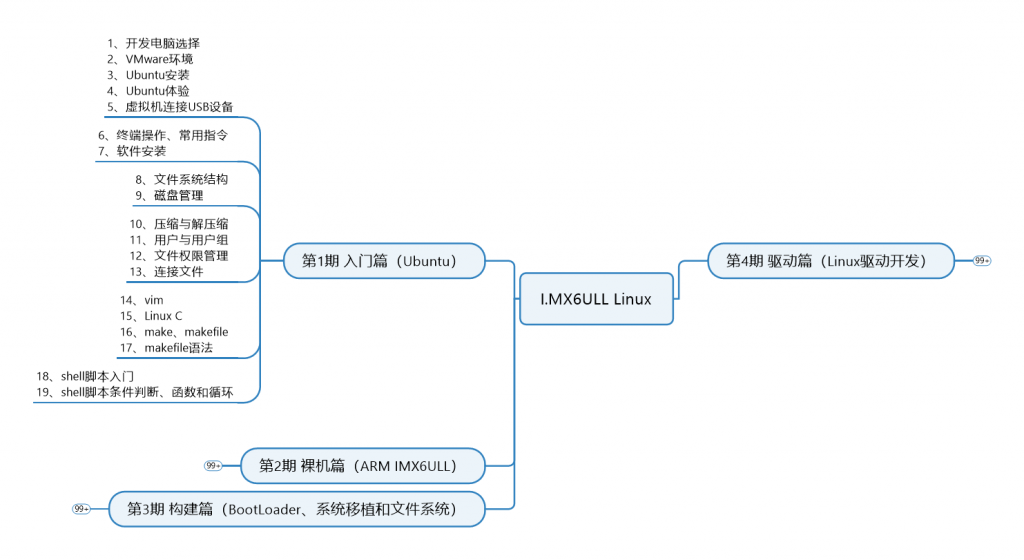 1、开发电脑选择
2、VMware环境
3、Ubuntu安装
4、Ubuntu体验
5、虚拟机连接USB设备
6、终端操作、常用指令
7、软件安装
8、文件系统结构
9、磁盘管理
10、压缩与解压缩
11、用户与用户组
12、文件权限管理
13、连接文件
14、vim
15、Linux C
16、make、makefile
17、makefile语法
18、shell脚本入门
19、shell脚本条件判断、函数和循环
第1期 入门篇（Ubuntu）
99+
第2期 裸机篇（ARM IMX6ULL）
99+
第3期 构建篇（BootLoader、系统移植和文件系统）
I.MX6ULL Linux
第4期 驱动篇（Linux驱动开发）
99+